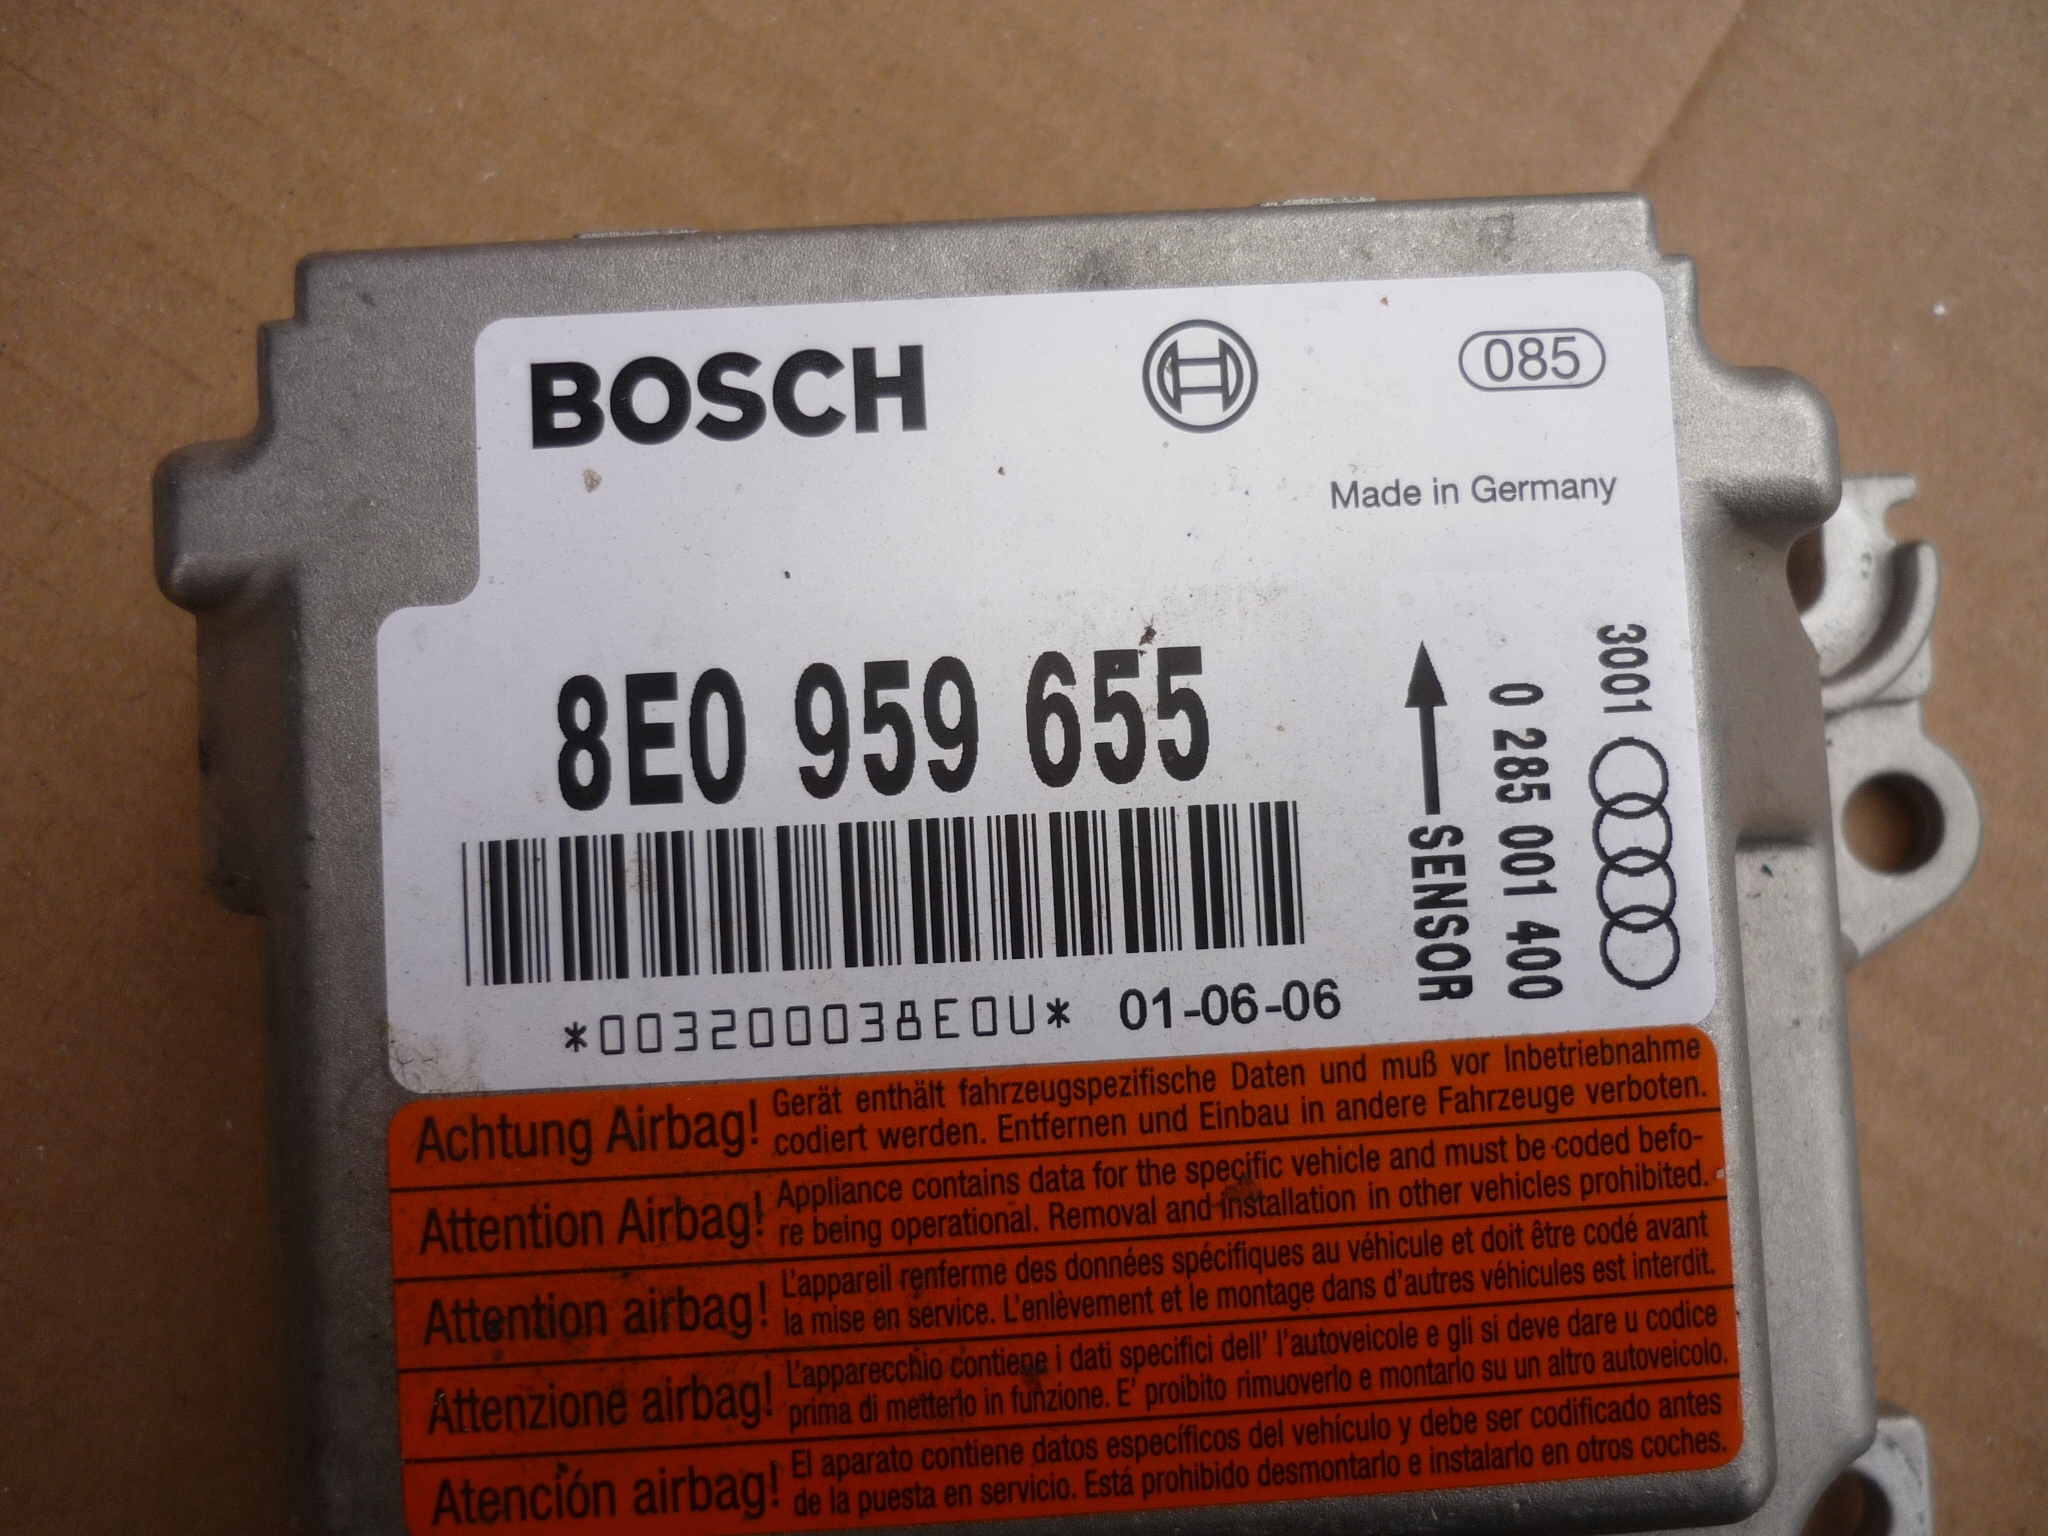 BOSCH
085
Made in Germany
8E0 959 655
*003200038E0U* 01-06-06
SENSOR
0 285 001 400
3001
Achtung Airbag! Gerät enthält fahrzeugspezifische Daten und muß vor Inbetriebnahme
codiert werden. Entfernen und Einbau in andere Fahrzeuge verboten.
Attention Airbag! Appliance contains data for the specific vehicle and must be coded befo-
re being operational. Removal and installation in other vehicles prohibited.
Attention airbag! L'appareil renferme des données spécifiques au véhicule et doit être codé avant
la mise en service. L'enlèvement et le montage dans d'autres véhicules est interdit.
Attenzione airbag! L'apparecchio contiene i dati specifici dell' l'autoveicole e gli si deve dare u codice
prima di metterlo in funzione. E' proibito rimuoverlo e montarlo su un altro autoveicolo.
Atención airbag! El aparato contiene datos específicos del vehículo y debe ser codificado antes
de la puesta en servicio. Está prohibido desmontarlo e instalarlo en otros coches.